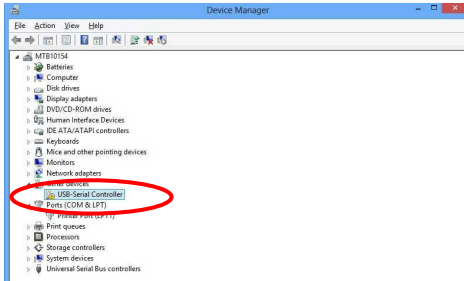 Device Manager
File Action View Help
MTB10154
Batteries
Computer
Disk drives
Display adapters
DVD/CD-ROM drives
Human Interface Devices
IDE ATA/ATAPI controllers
Keyboards
Mice and other pointing devices
Monitors
Network adapters
Other devices
USB-Serial Controller
Ports (COM & LPT)
Printer Port (LPT1)
Print queues
Processors
Storage controllers
System devices
Universal Serial Bus controllers